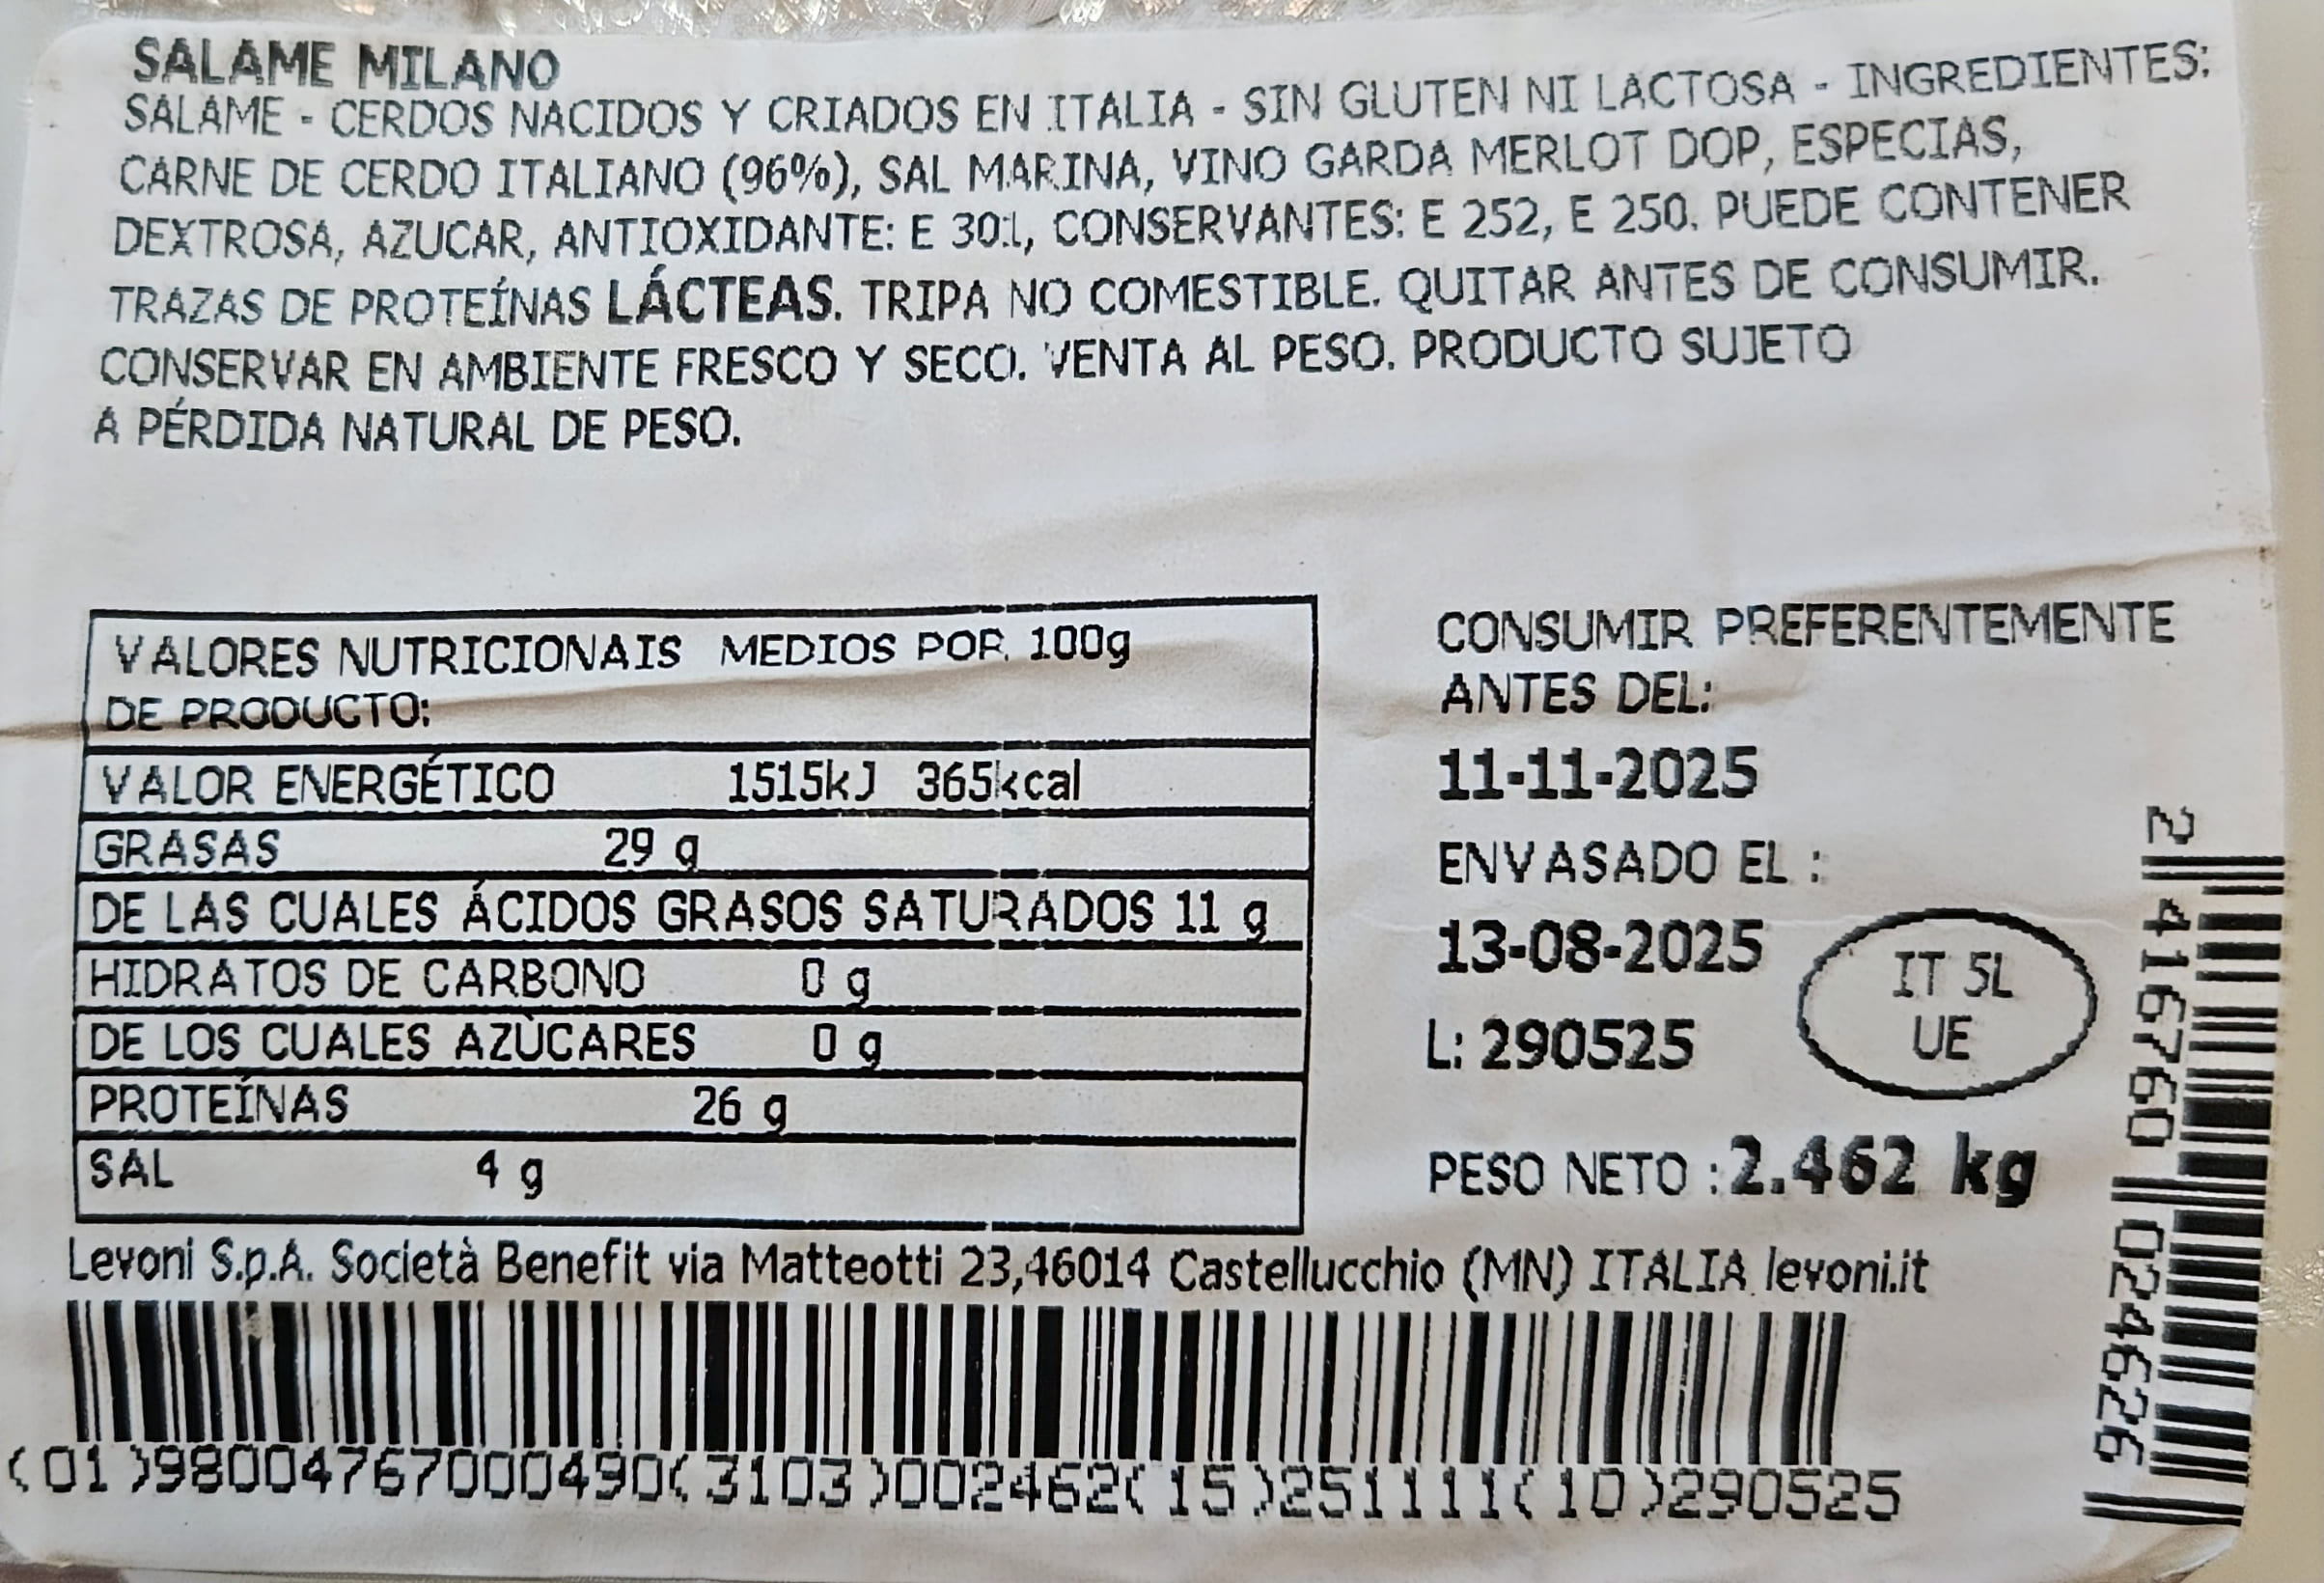 SALAME MILANO
SALAME - CERDOS NACIDOS Y CRIADOS EN ITALIA - SIN GLUTEN NI LACTOSA - INGREDIENTES:
CARNE DE CERDO ITALIANO (96%), SAL MARINA, VINO GARDA MERLOT DOP, ESPECIAS,
DEXTROSA, AZUCAR, ANTIOXIDANTE: E 301, CONSERVANTES: E 252, E 250. PUEDE CONTENER
TRAZAS DE PROTEÍNAS LÁCTEAS. TRIPA NO COMESTIBLE. QUITAR ANTES DE CONSUMIR.
CONSERVAR EN AMBIENTE FRESCO Y SECO. VENTA AL PESO. PRODUCTO SUJETO
A PÉRDIDA NATURAL DE PESO.
VALORES NUTRICIONAIS MEDIOS POR 100g
DE PRODUCTO:
VALOR ENERGÉTICO 1515kJ 365kcal
GRASAS 29 g
DE LAS CUALES ÁCIDOS GRASOS SATURADOS 11 g
HIDRATOS DE CARBONO 0 g
DE LOS CUALES AZÙCARES 0 g
PROTEÍNAS 26 g
SAL 4 g
CONSUMIR PREFERENTEMENTE
ANTES DEL:
11-11-2025
ENVASADO EL :
13-08-2025
L: 290525
IT 5L
UE
PESO NETO : 2.462 kg
Levoni S.p.A. Società Benefit via Matteotti 23,46014 Castellucchio (MN) ITALIA levoni.it
(01)98004767000490(3103)002462(15)251111(10)290525
2 416760 024626